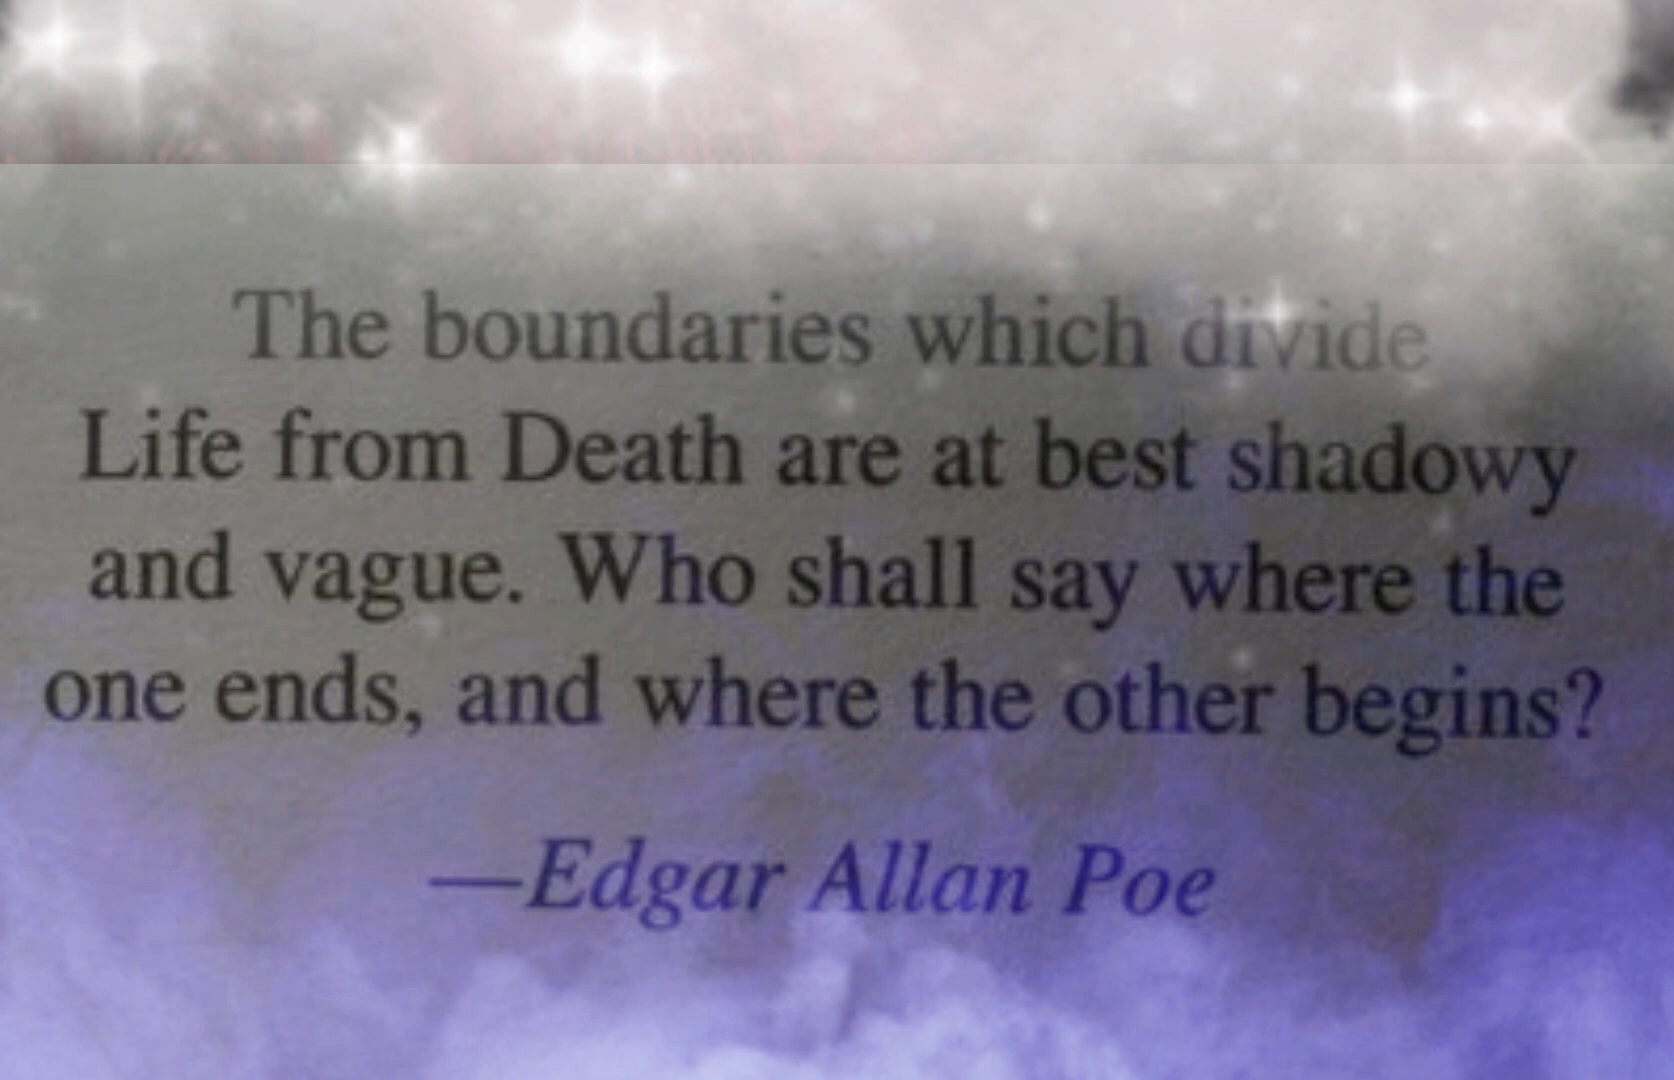 The boundaries which divide
Life from Death are at best shadowy
and vague. Who shall say where the
one ends, and where the other begins?
—Edgar Allan Poe